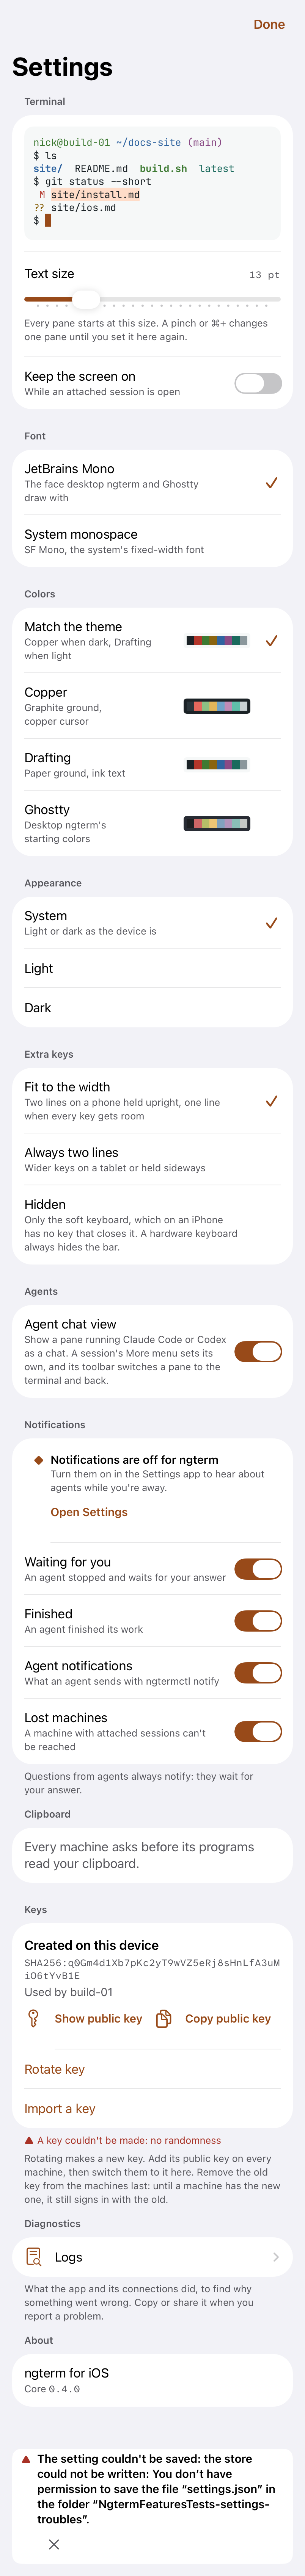 Done
Settings
Terminal
nick@build-01 ~/docs-site (main)
$ ls
site/ README.md build.sh latest
$ git status --short
M site/install.md
?? site/ios.md
$
Text size 13 pt
Every pane starts at this size. A pinch or ⌘+ changes
one pane until you set it here again.
Keep the screen on
While an attached session is open
Font
JetBrains Mono
The face desktop ngterm and Ghostty
draw with
System monospace
SF Mono, the system's fixed-width font
Colors
Match the theme
Copper when dark, Drafting
when light
Copper
Graphite ground,
copper cursor
Drafting
Paper ground, ink text
Ghostty
Desktop ngterm's
starting colors
Appearance
System
Light or dark as the device is
Light
Dark
Extra keys
Fit to the width
Two lines on a phone held upright, one line
when every key gets room
Always two lines
Wider keys on a tablet or held sideways
Hidden
Only the soft keyboard, which on an iPhone
has no key that closes it. A hardware keyboard
always hides the bar.
Agents
Agent chat view
Show a pane running Claude Code or Codex
as a chat. A session's More menu sets its
own, and its toolbar switches a pane to the
terminal and back.
Notifications
Notifications are off for ngterm
Turn them on in the Settings app to hear about
agents while you're away.
Open Settings
Waiting for you
An agent stopped and waits for your answer
Finished
An agent finished its work
Agent notifications
What an agent sends with ngtermctl notify
Lost machines
A machine with attached sessions can't
be reached
Questions from agents always notify: they wait for
your answer.
Clipboard
Every machine asks before its programs
read your clipboard.
Keys
Created on this device
SHA256:q0Gm4d1Xb7pKc2yT9wVZ5eRj8sHnLfA3uM
iO6tYvB1E
Used by build-01
Show public key Copy public key
Rotate key
Import a key
A key couldn't be made: no randomness
Rotating makes a new key. Add its public key on every
machine, then switch them to it here. Remove the old
key from the machines last: until a machine has the new
one, it still signs in with the old.
Diagnostics
Logs
What the app and its connections did, to find why
something went wrong. Copy or share it when you
report a problem.
About
ngterm for iOS
Core 0.4.0
The setting couldn't be saved: the store
could not be written: You don’t have
permission to save the file “settings.json” in
the folder “NgtermFeaturesTests-settings-
troubles”.